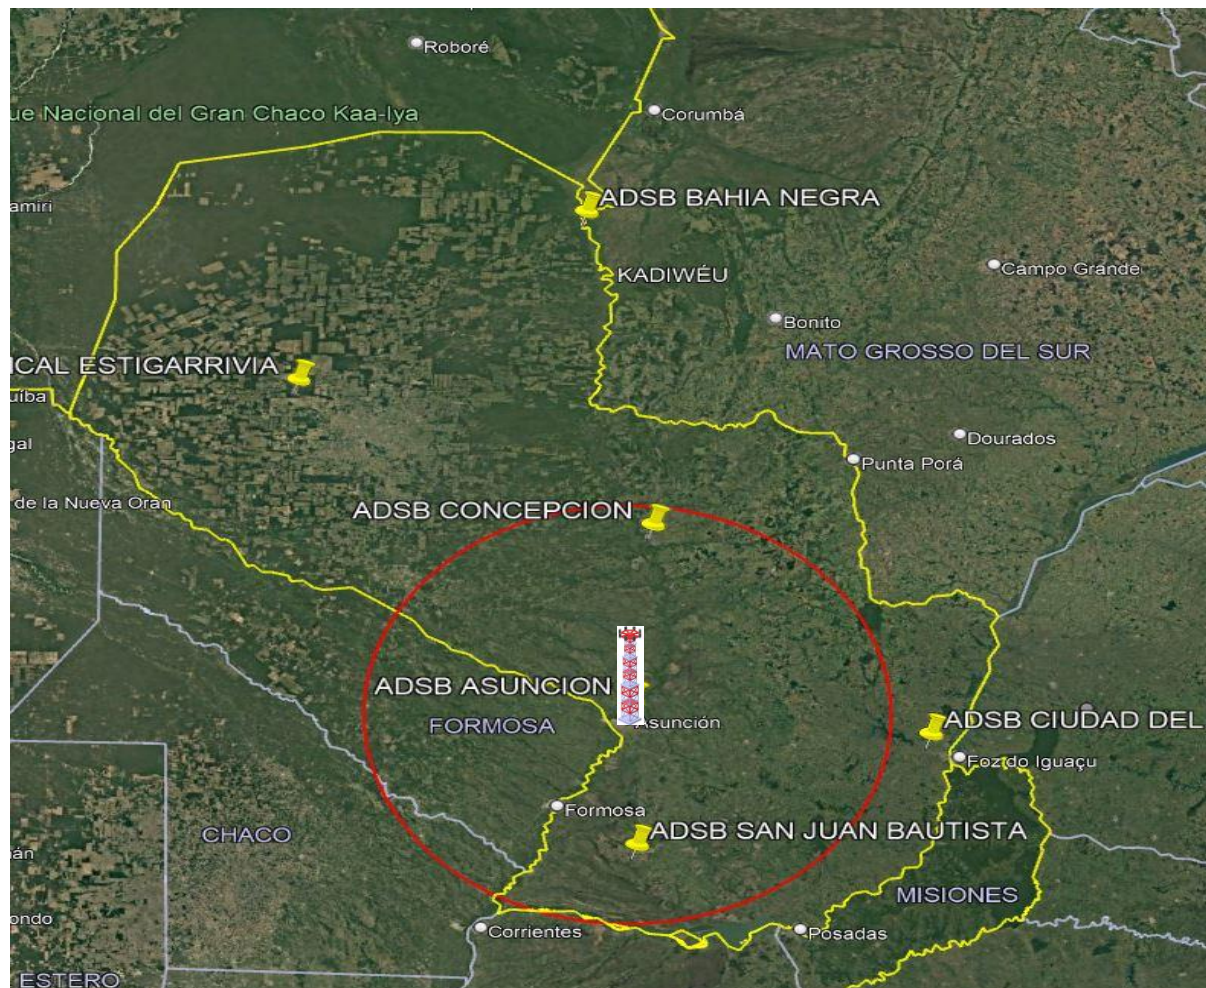 Roboré
ue Nacional del Gran Chaco Kaa-Iya
Corumbá
amiri
ADSB BAHIA NEGRA
KADIWÉU
Campo Grande
Bonito
MATO GROSSO DEL SUR
ICAL ESTIGARRIVIA
uíba
Dourados
gal
Punta Porá
de la Nueva Oran
ADSB CONCEPCION
ADSB ASUNCION
FORMOSA
Asunción
ADSB CIUDAD DEL
Foz do Iguaçu
Formosa
CHACO
ADSB SAN JUAN BAUTISTA
án
MISIONES
ondo
Corrientes
Posadas
ESTERO